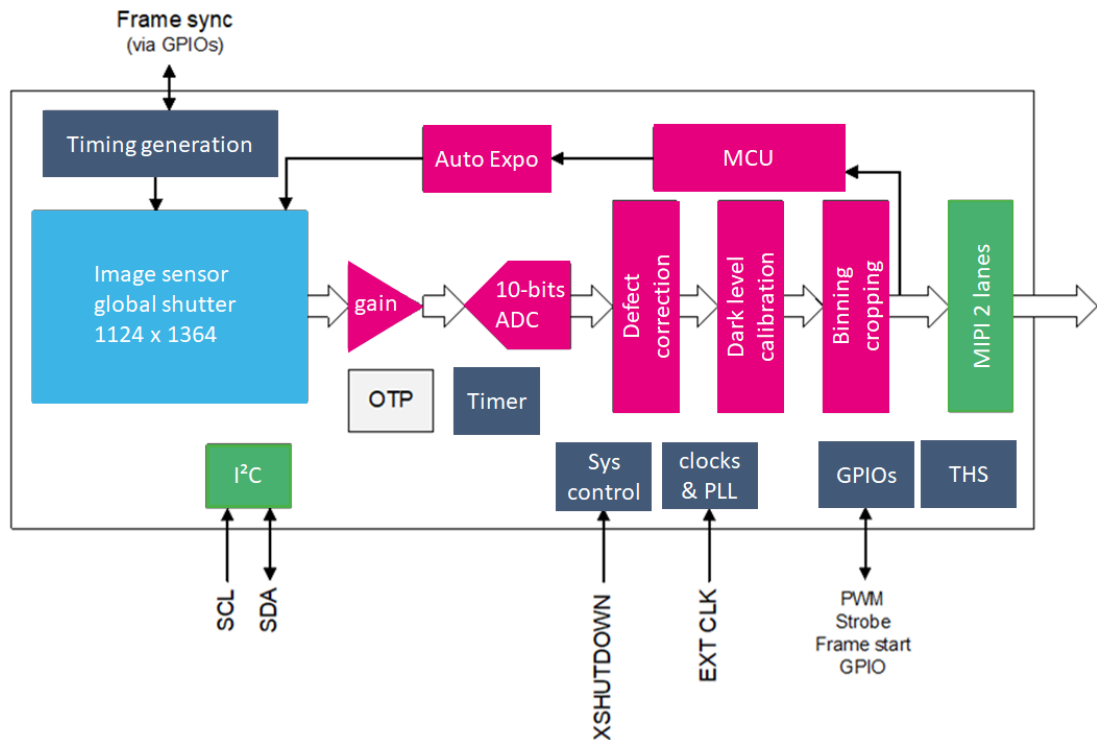 Frame sync
(via GPIOs)
Timing generation
Auto Expo
MCU
Image sensor
global shutter
1124 x 1364
gain
10-bits
ADC
Defect
correction
Dark level
calibration
Binning
cropping
MIPI 2 lanes
OTP
Timer
I²C
Sys
control
clocks
& PLL
GPIOs
THS
SCL
SDA
XSHUTDOWN
EXT CLK
PWM
Strobe
Frame start
GPIO